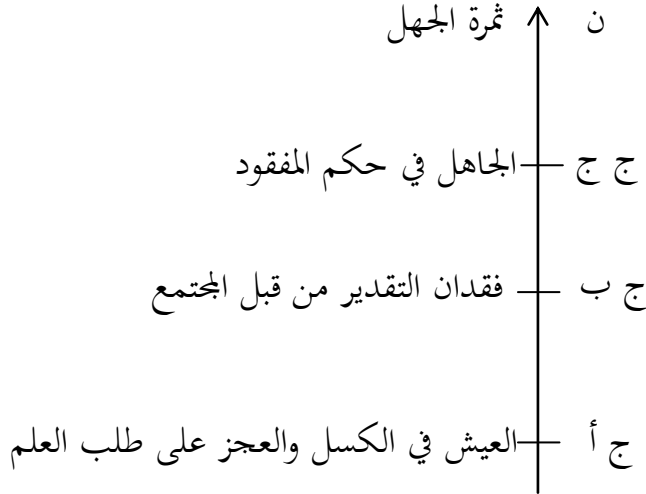 ن ثمرة الجهل
ج ج الجاهل في حكم المفقود
ج ب فقدان التقدير من قبل المجتمع
ج أ العيش في الكسل والعجز على طلب العلم